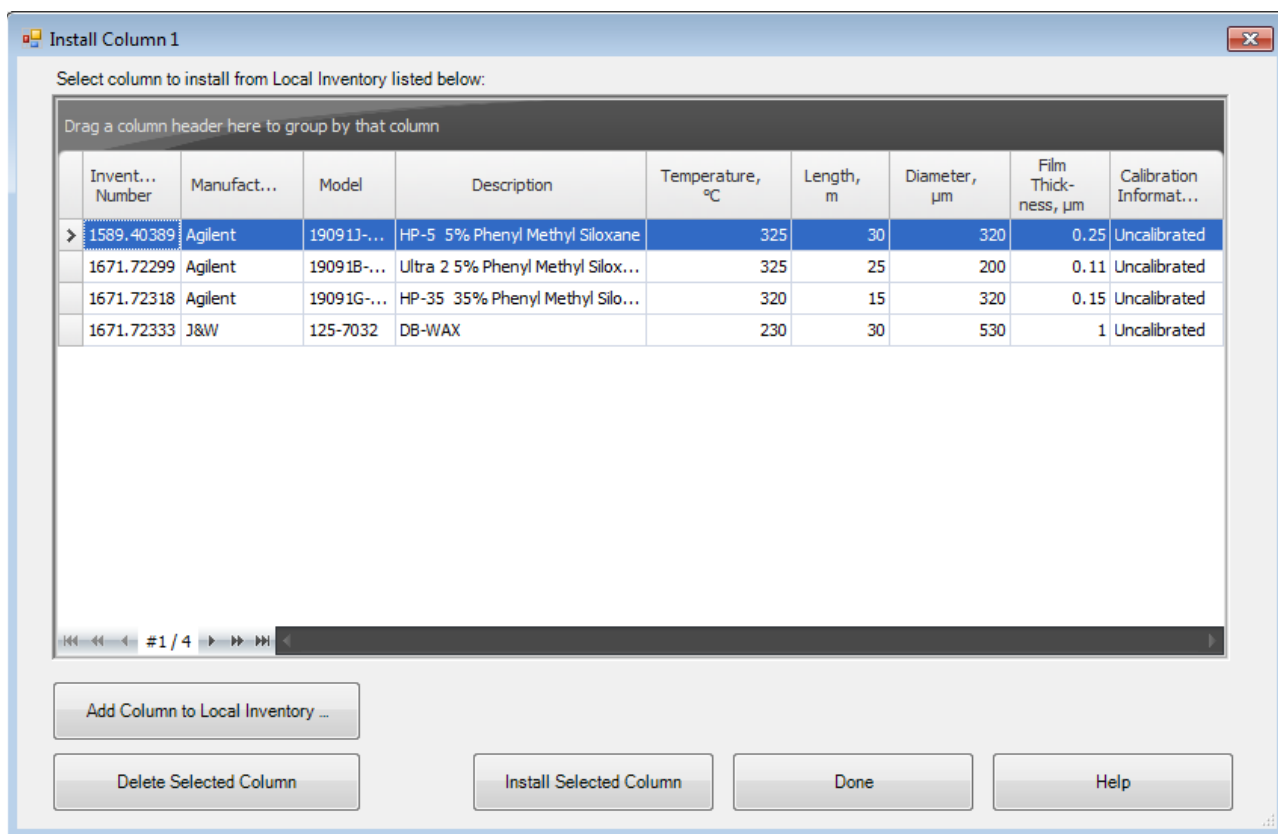 Install Column 1
Select column to install from Local Inventory listed below:
Drag a column header here to group by that column
Invent... Number Manufact... Model Description Temperature, ºC Length, m Diameter, µm Film Thick-ness, µm Calibration Informat...
1589.40389 Agilent 19091J-... HP-5 5% Phenyl Methyl Siloxane 325 30 320 0.25 Uncalibrated
1671.72299 Agilent 19091B-... Ultra 2 5% Phenyl Methyl Silox... 325 25 200 0.11 Uncalibrated
1671.72318 Agilent 19091G-... HP-35 35% Phenyl Methyl Silo... 320 15 320 0.15 Uncalibrated
1671.72333 J&W 125-7032 DB-WAX 230 30 530 1 Uncalibrated
#1 / 4
Add Column to Local Inventory ...
Delete Selected Column Install Selected Column Done Help